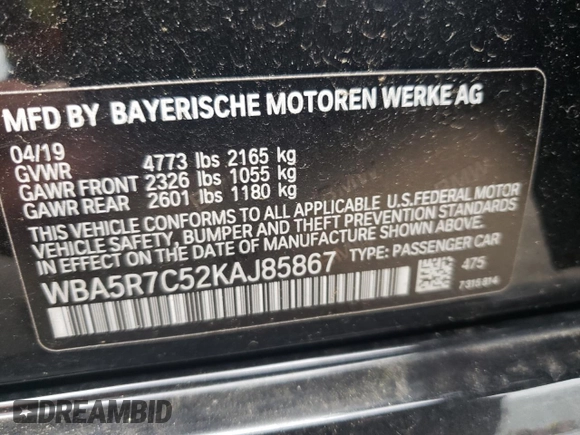 MFD BY BAYERISCHE MOTOREN WERKE AG
04/19
GVWR 4773 lbs 2165 kg
GAWR FRONT 2326 lbs 1055 kg
GAWR REAR 2601 lbs 1180 kg
THIS VEHICLE CONFORMS TO ALL APPLICABLE U.S.FEDERAL MOTOR
VEHICLE SAFETY, BUMPER AND THEFT PREVENTION STANDARDS
IN EFFECT ON THE DATE OF MANUFACTURE SHOWN ABOVE.
WBA5R7C52KAJ85867 TYPE: PASSENGER CAR
475
7315614
DREAMBID